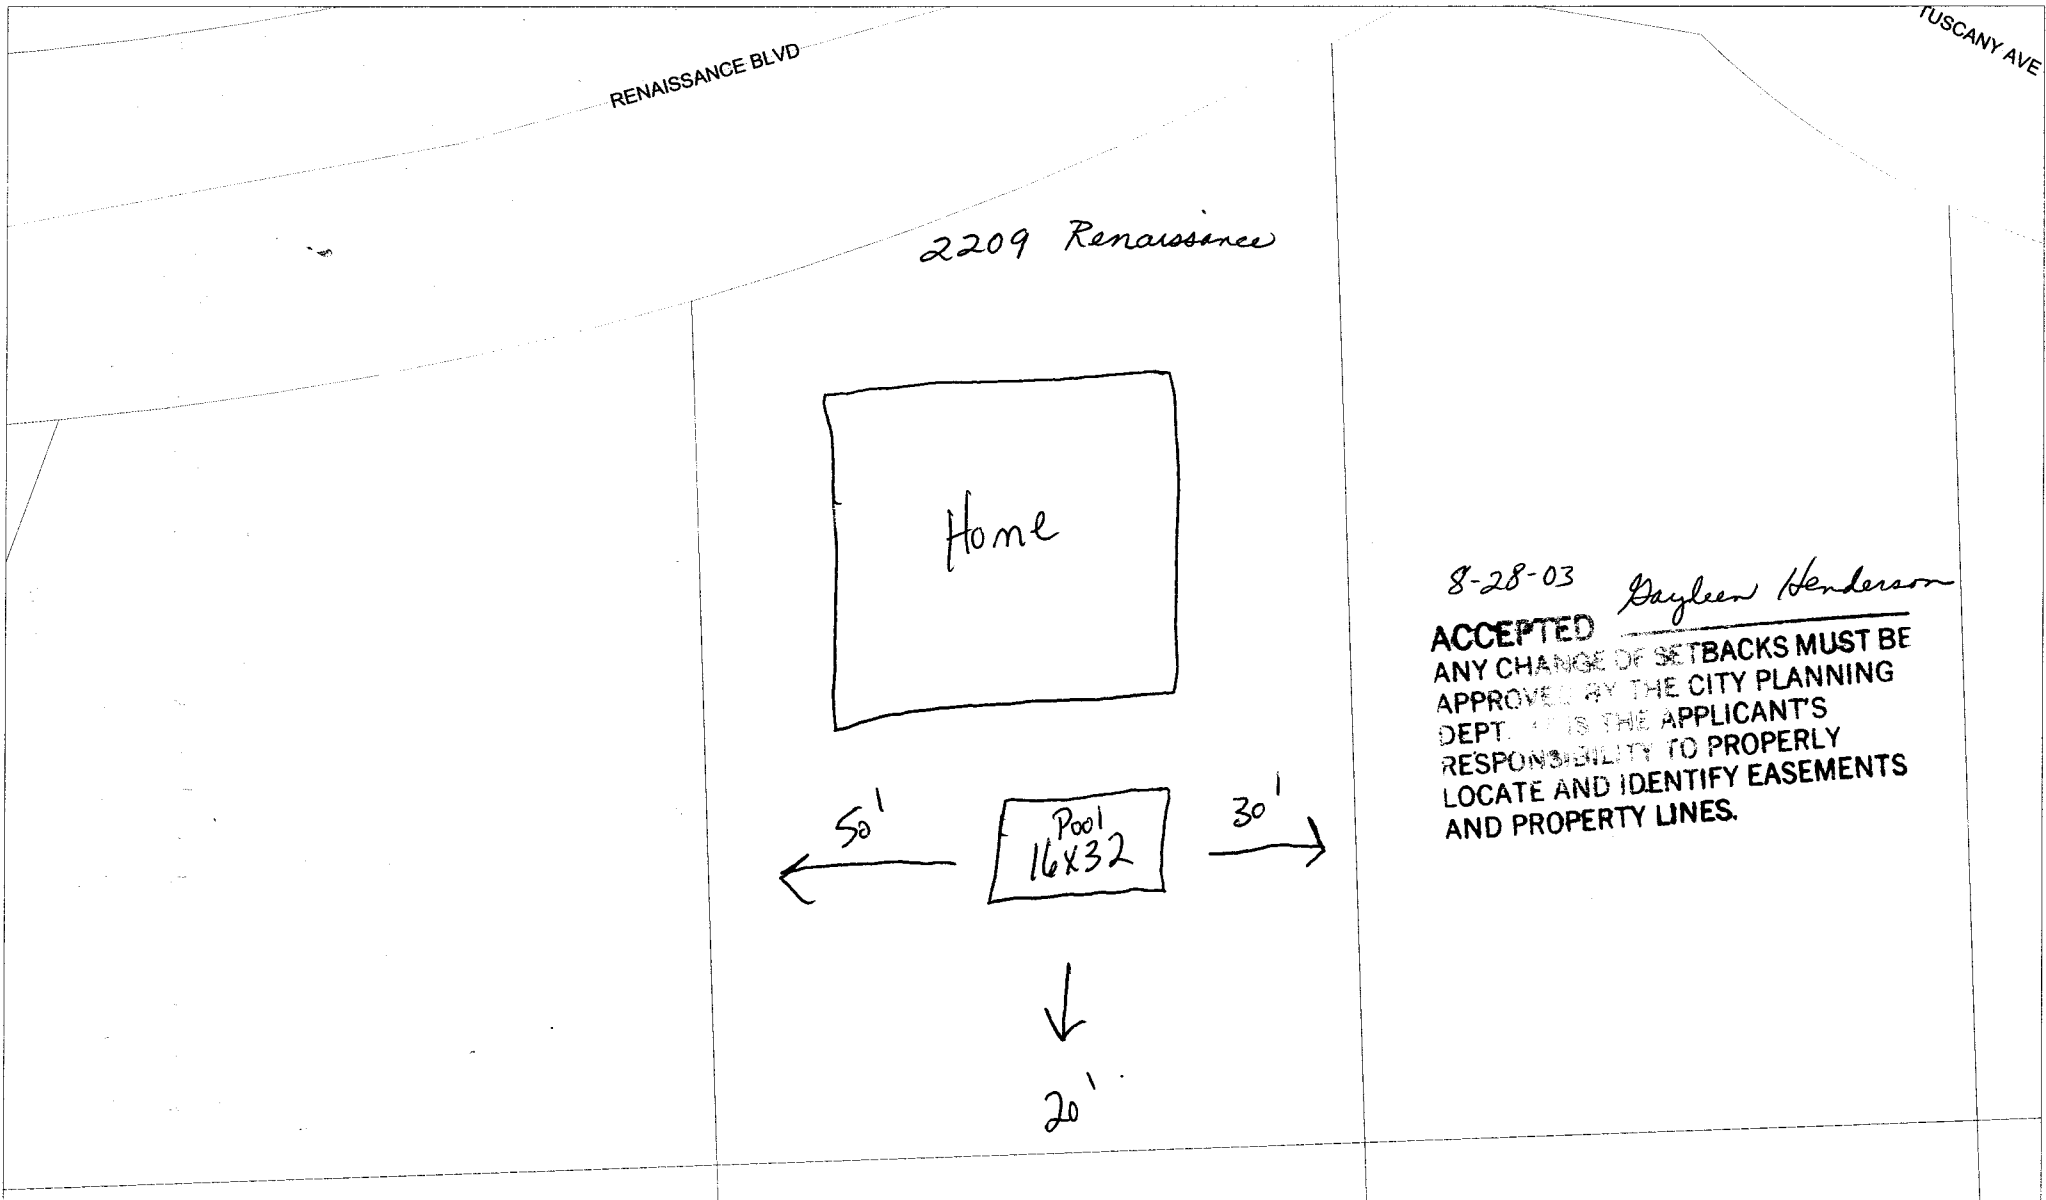 RENAISSANCE BLVD
TUSCANY AVE
2209 Renaissance
Home
8-28-03 Gayleen Henderson
ACCEPTED
ANY CHANGE OF SETBACKS MUST BE
APPROVED BY THE CITY PLANNING
DEPT. IT IS THE APPLICANT'S
RESPONSIBILITY TO PROPERLY
LOCATE AND IDENTIFY EASEMENTS
AND PROPERTY LINES.
50'
Pool
16x32
30'
20'